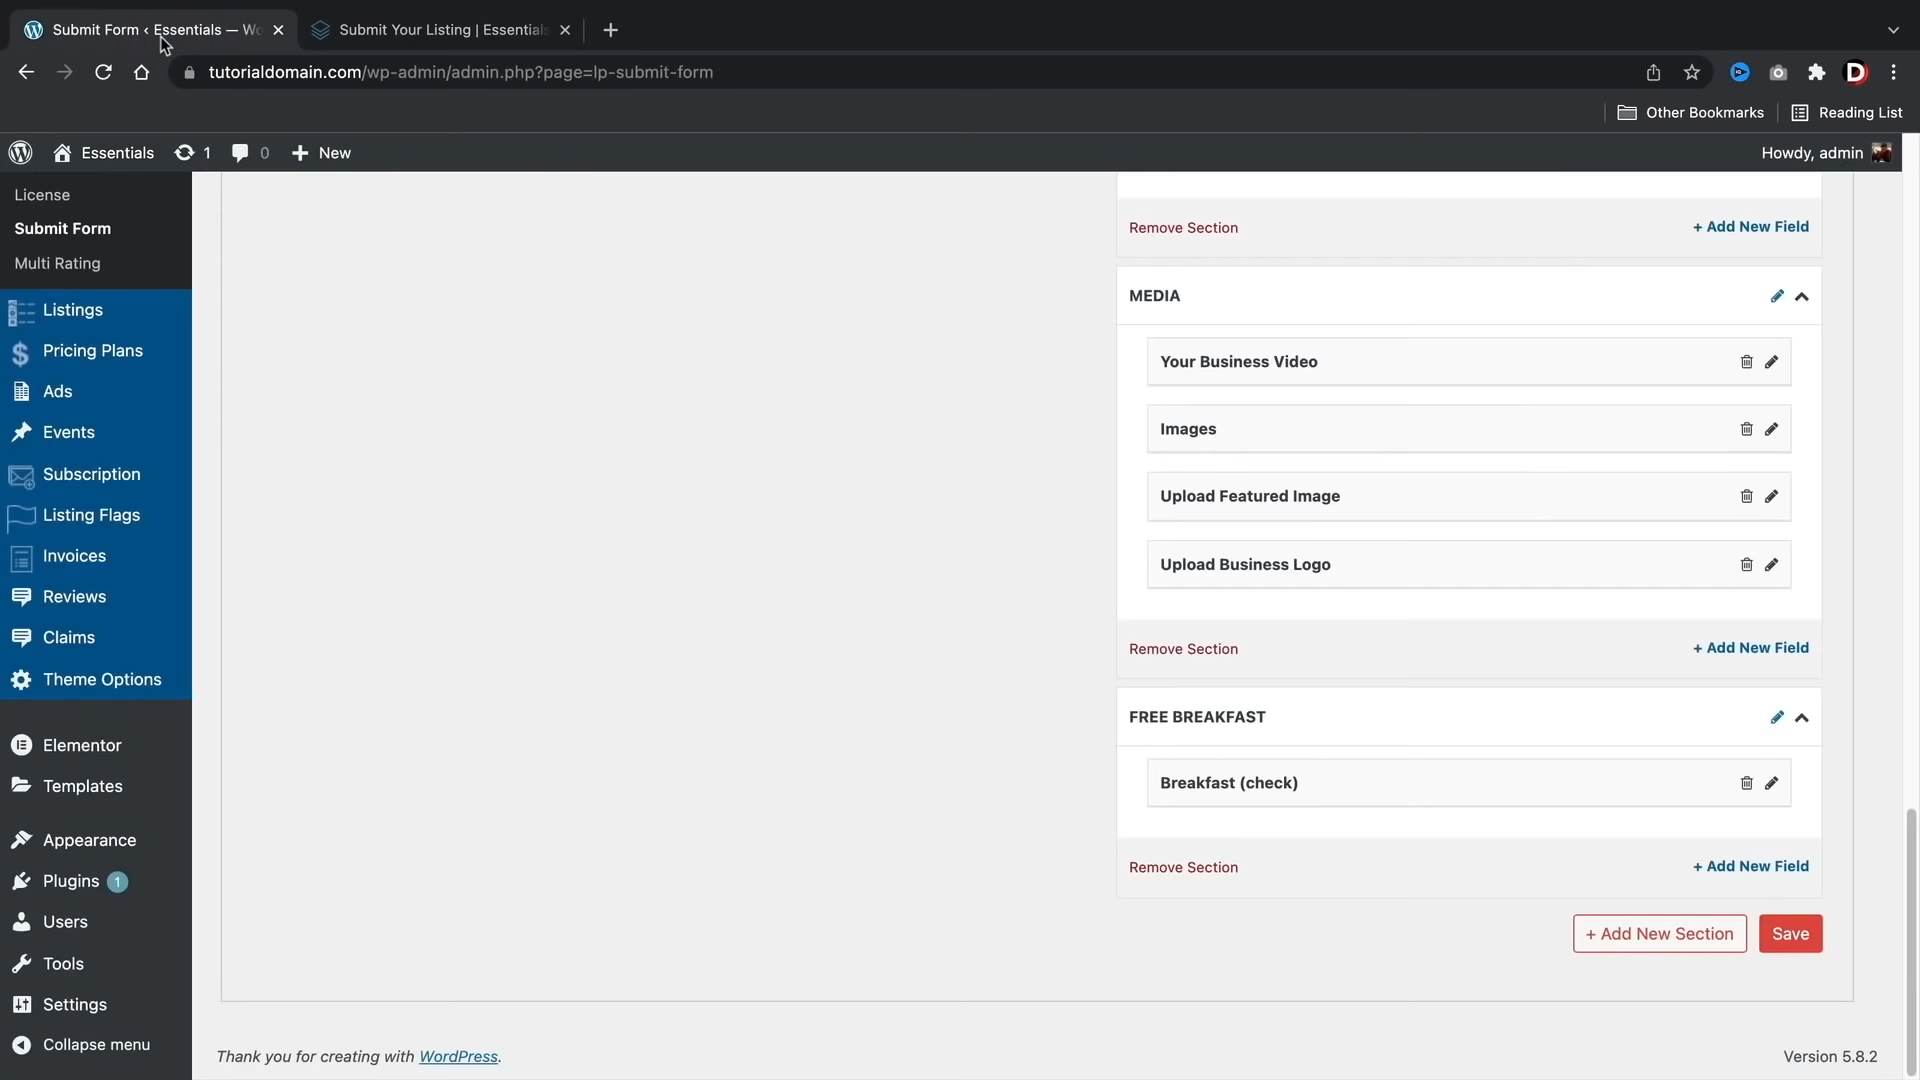 Submit Form ‹ Essentials — Wo
Submit Your Listing | Essentials
tutorialdomain.com/wp-admin/admin.php?page=lp-submit-form
Other Bookmarks
Reading List
Essentials
1
0
New
Howdy, admin
License
Submit Form
Multi Rating
Listings
Pricing Plans
Ads
Events
Subscription
Listing Flags
Invoices
Reviews
Claims
Theme Options
Elementor
Templates
Appearance
Plugins 1
Users
Tools
Settings
Collapse menu
Remove Section
+ Add New Field
MEDIA
Your Business Video
Images
Upload Featured Image
Upload Business Logo
Remove Section
+ Add New Field
FREE BREAKFAST
Breakfast (check)
Remove Section
+ Add New Field
+ Add New Section
Save
Thank you for creating with WordPress.
Version 5.8.2